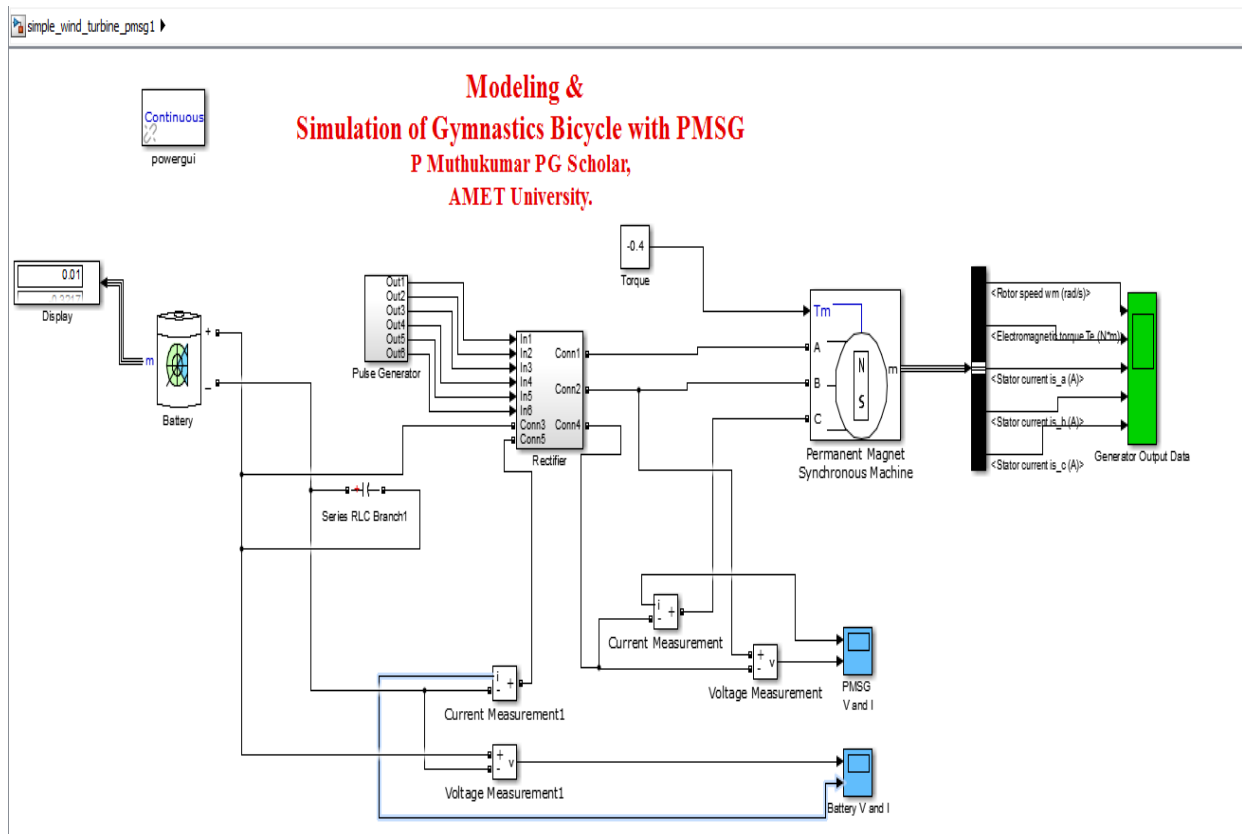 simple_wind_turbine_pmsg1
Modeling &
Simulation of Gymnastics Bicycle with PMSG
P Muthukumar PG Scholar,
AMET University.
Continuous
powergui
0.01
Display
m
+
–
Battery
Out1
Out2
Out3
Out4
Out5
Out6
Pulse Generator
In1
In2
In3
In4
In5
In6
Conn3
Conn5
Conn1
Conn2
Conn4
Rectifier
-0.4
Torque
Tm
A
B
C
N
S
m
Permanent Magnet
Synchronous Machine
<Rotor speed wm (rad/s)>
<Electromagnetic torque Te (N*m)>
<Stator current is_a (A)>
<Stator current is_b (A)>
<Stator current is_c (A)>
Generator Output Data
Series RLC Branch1
i
+
-
Current Measurement
+
-
v
Voltage Measurement
PMSG
V and I
i
+
-
Current Measurement1
+
-
v
Voltage Measurement1
Battery V and I